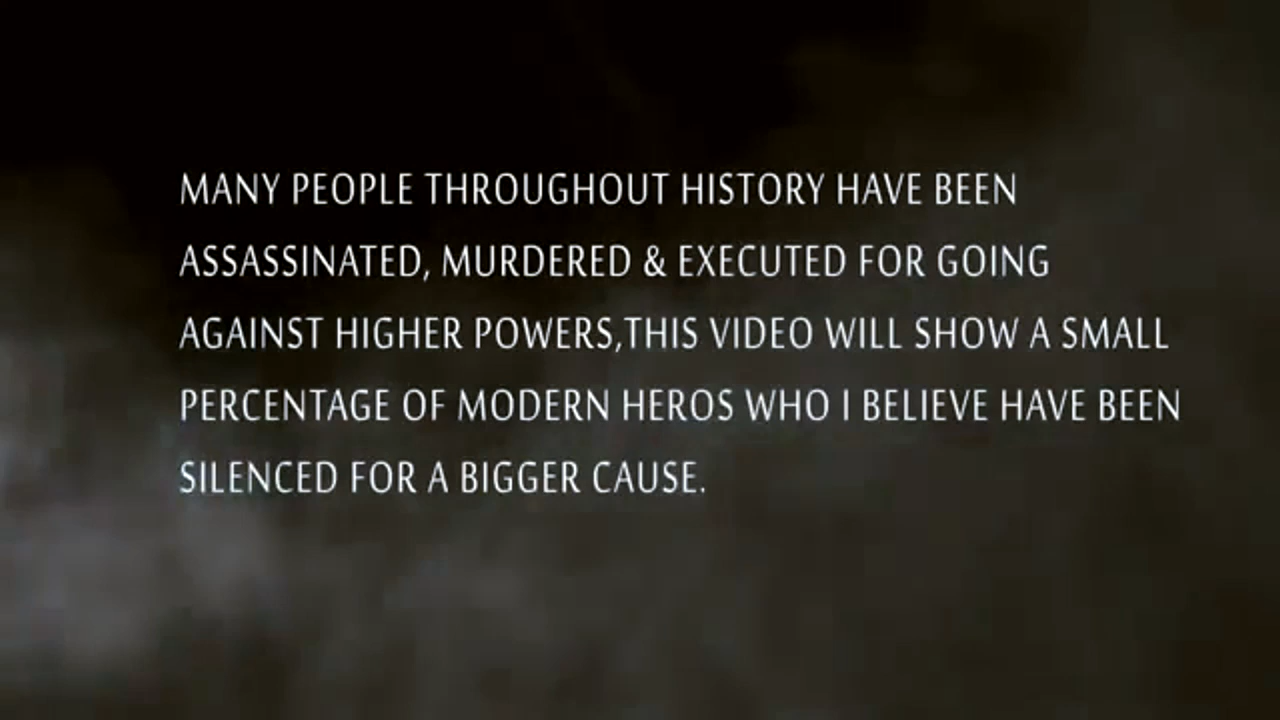 MANY PEOPLE THROUGHOUT HISTORY HAVE BEEN
ASSASSINATED, MURDERED & EXECUTED FOR GOING
AGAINST HIGHER POWERS,THIS VIDEO WILL SHOW A SMALL
PERCENTAGE OF MODERN HEROS WHO I BELIEVE HAVE BEEN
SILENCED FOR A BIGGER CAUSE.